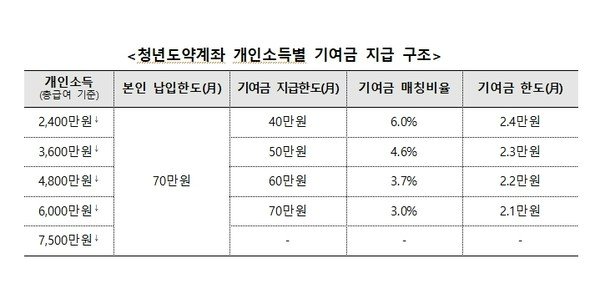 <청년도약계좌 개인소득별 기여금 지급 구조>
개인소득 (총급여 기준) 본인 납입한도(月) 기여금 지급한도(月) 기여금 매칭비율 기여금 한도(月)
2,400만원↓ 40만원 6.0% 2.4만원
3,600만원↓ 50만원 4.6% 2.3만원
4,800만원↓ 70만원 60만원 3.7% 2.2만원
6,000만원↓ 70만원 3.0% 2.1만원
7,500만원↓ - - -